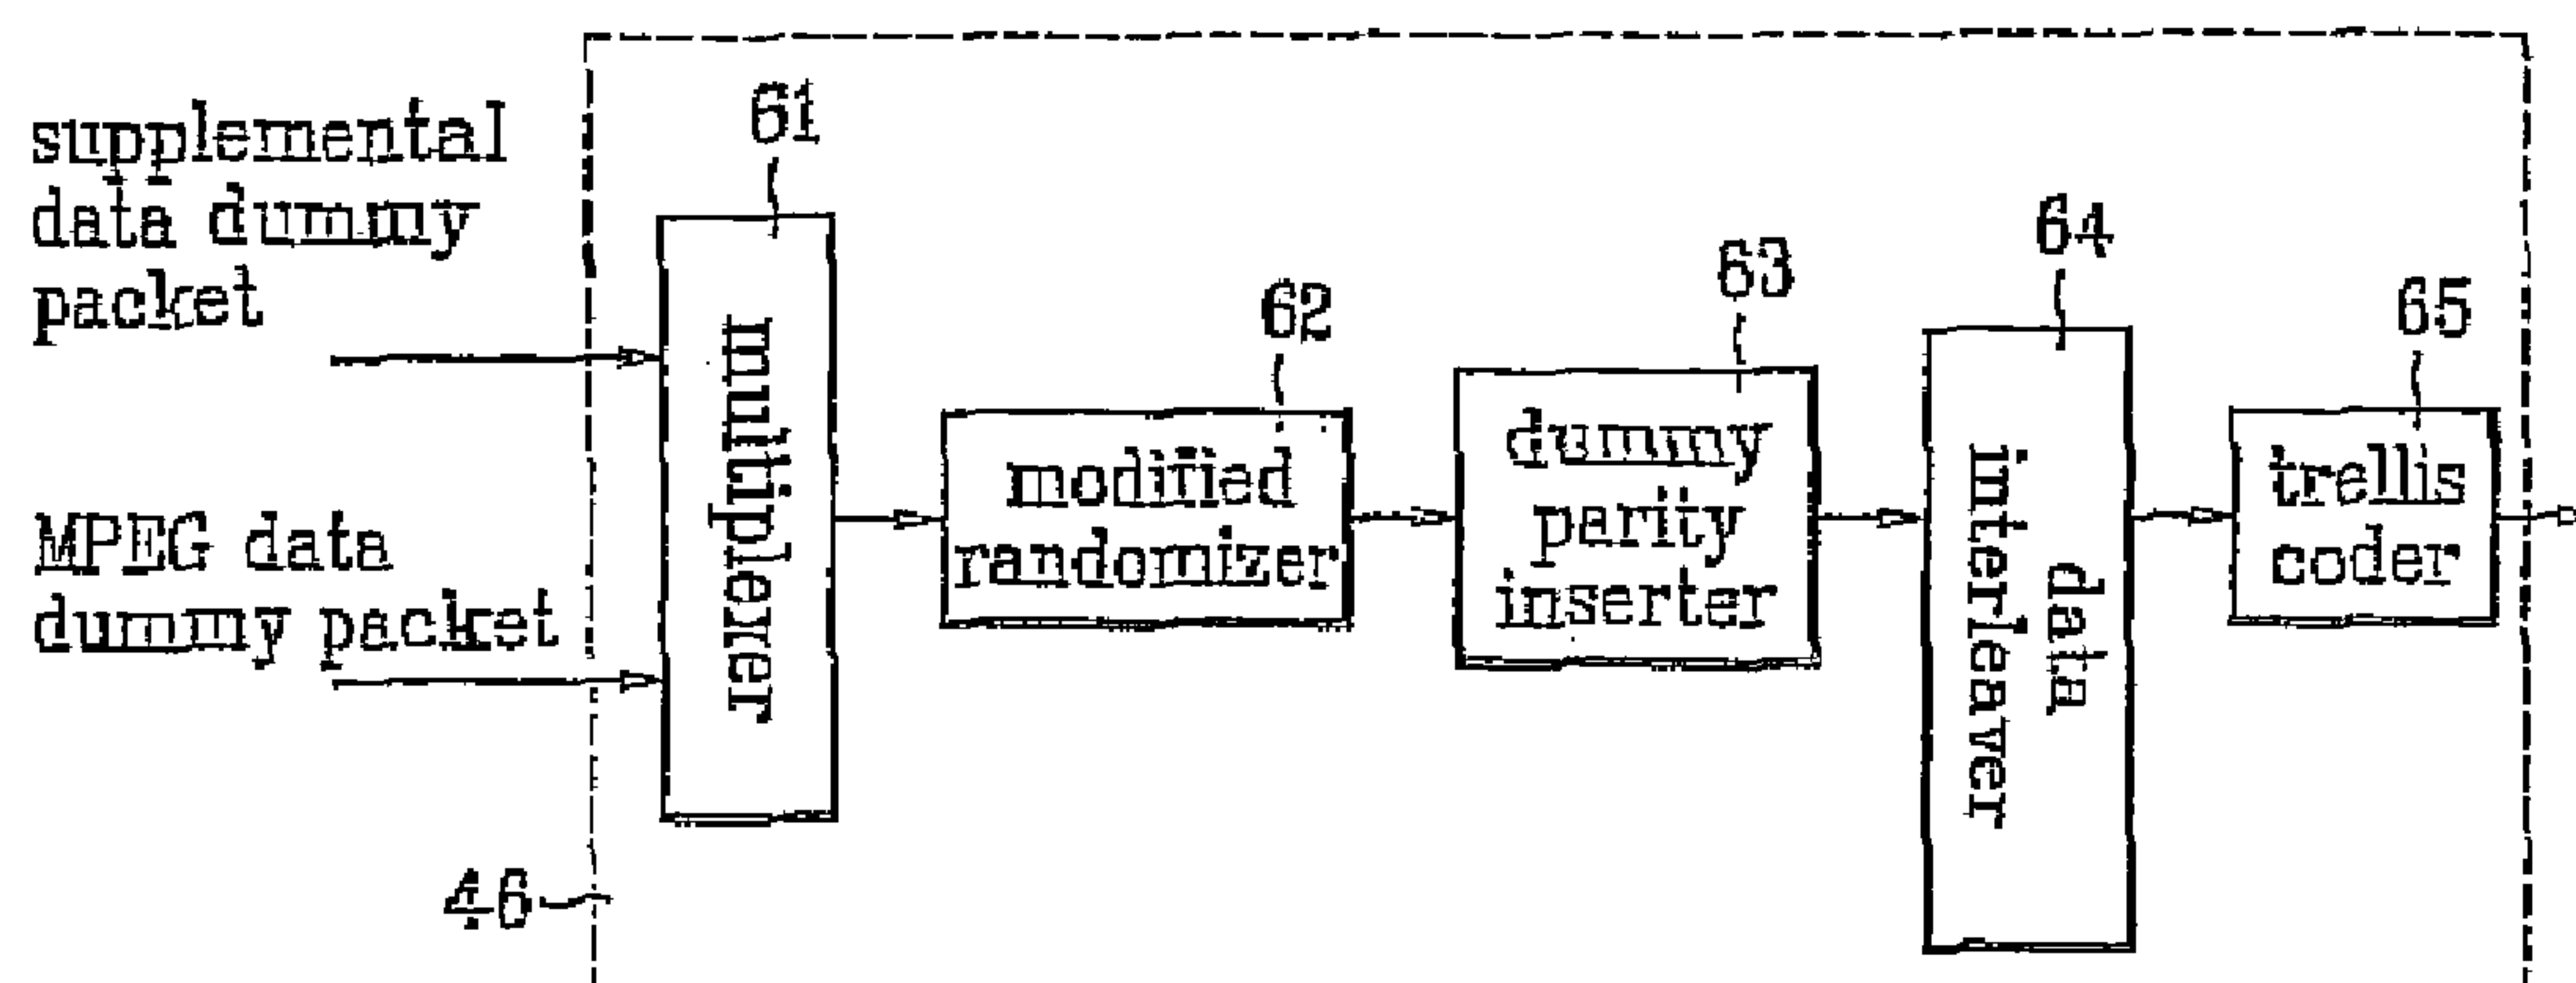 supplemental
data dummy
packet
MPEG data
dummy packet
46
61
multiplexer
62
modified
randomizer
63
dummy
parity
inserter
64
data
interleaver
65
trellis
coder